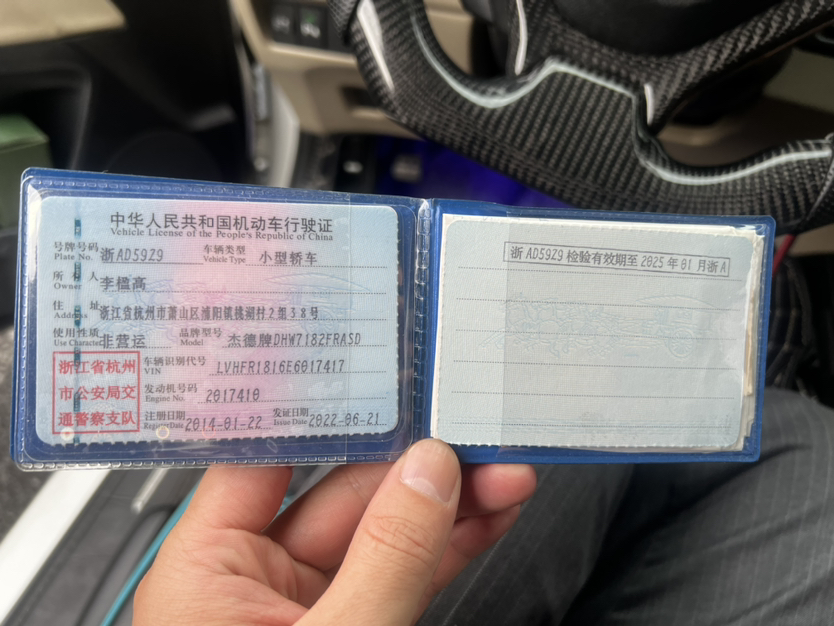 中华人民共和国机动车行驶证
Vehicle License of the People's Republic of China
号牌号码 浙AD59Z9 车辆类型 小型轿车
Plate No. Vehicle Type
所有人 李楹高
Owner
住址 浙江省杭州市萧山区浦阳镇桃湖村2组38号
Address
使用性质 非营运 品牌型号 杰德牌DHW7182FRASD
Use Character Model
浙江省杭州
市公安局交
通警察支队
车辆识别代号 LVHFR1816E6017417
VIN
发动机号码 2017410
Engine No.
注册日期 2014-01-22 发证日期 2022-06-21
Register Date Issue Date
浙AD59Z9 检验有效期至 2025 年 01 月浙A